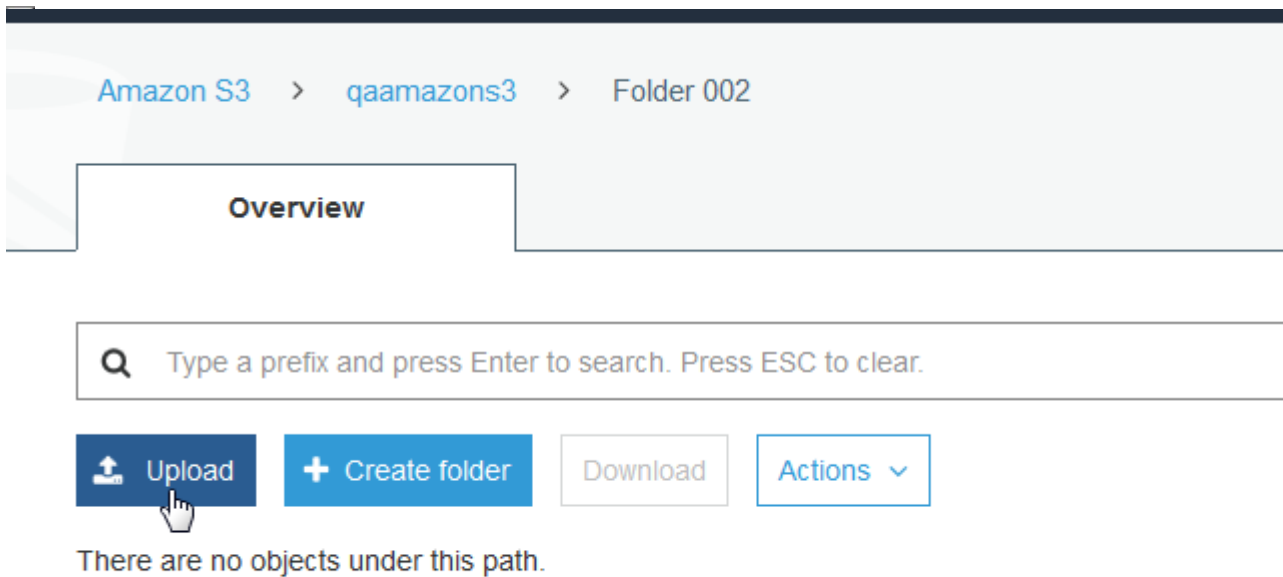 Amazon S3 > qaamazons3 > Folder 002
Overview
Type a prefix and press Enter to search. Press ESC to clear.
Upload + Create folder Download Actions
There are no objects under this path.